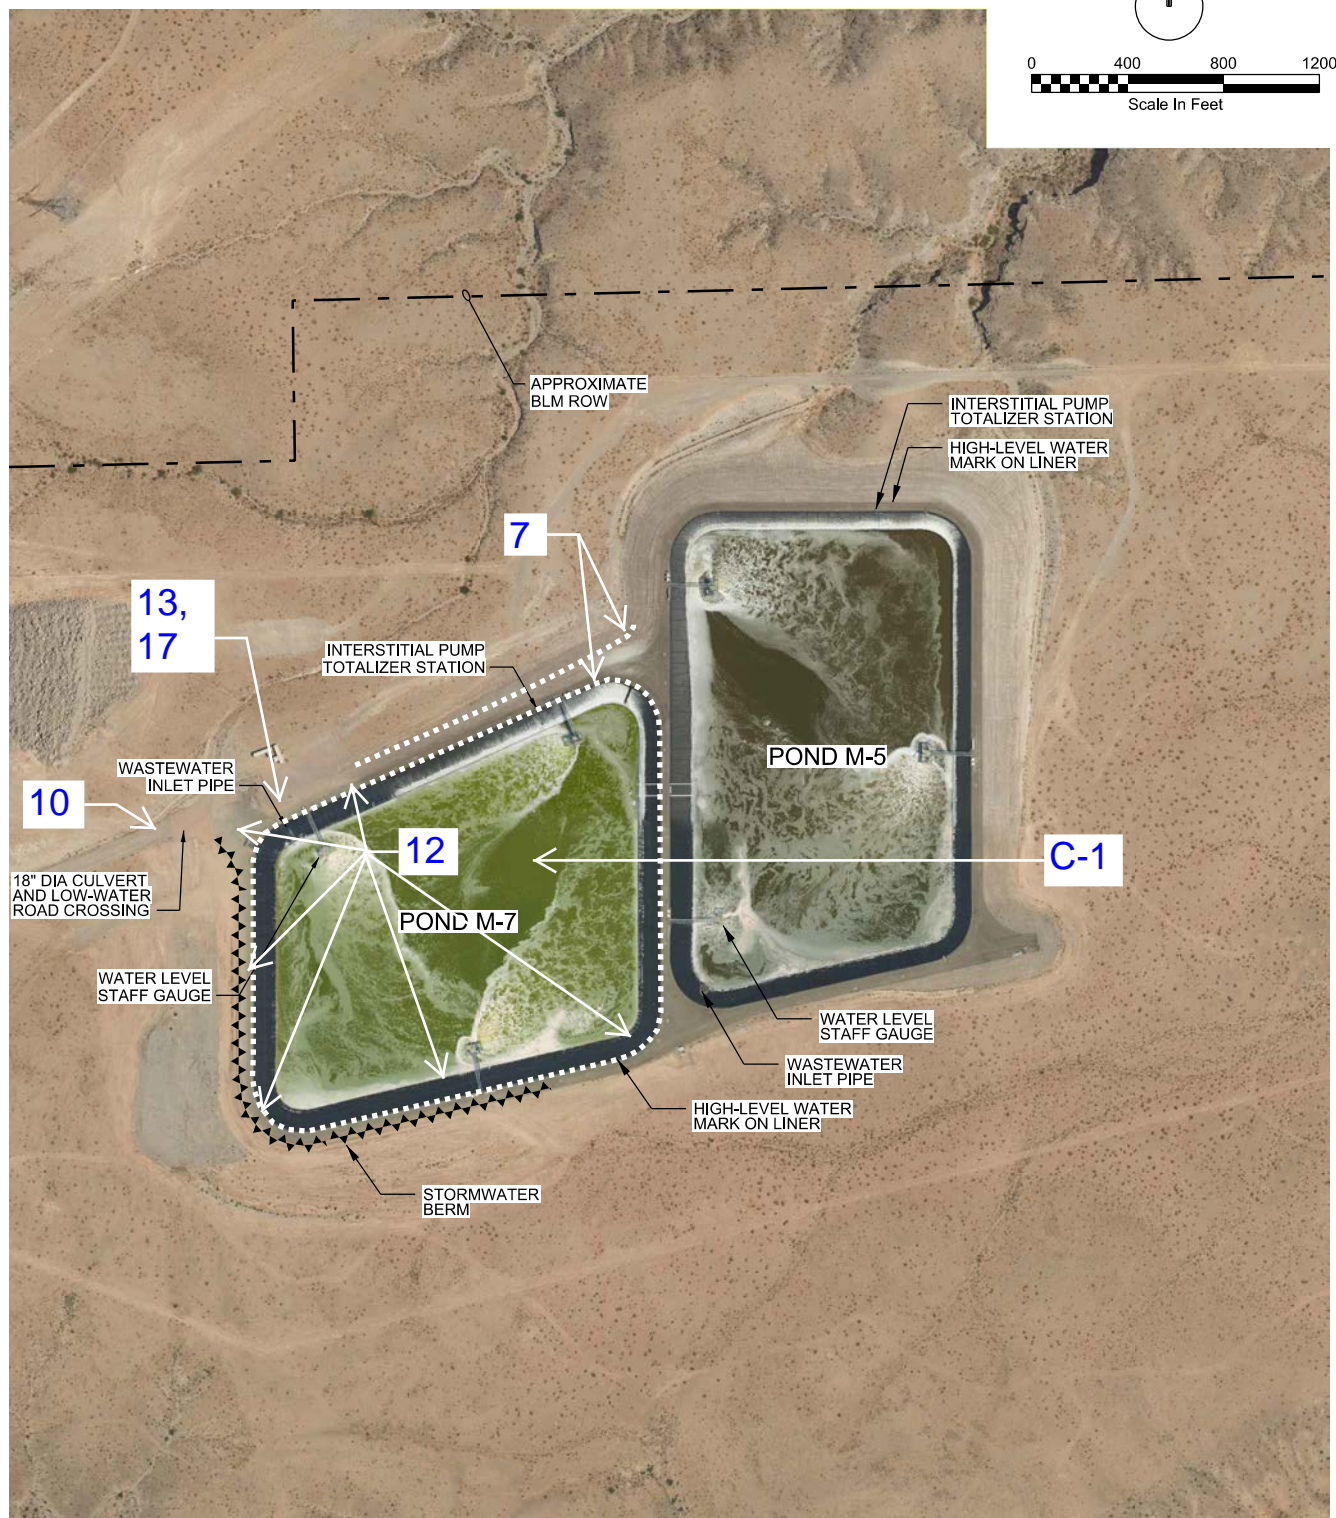 0 400 800 1200
Scale In Feet
APPROXIMATE
BLM ROW
INTERSTITIAL PUMP
TOTALIZER STATION
HIGH-LEVEL WATER
MARK ON LINER
7
13,
17
INTERSTITIAL PUMP
TOTALIZER STATION
POND M-5
WASTEWATER
INLET PIPE
10
12
C-1
18" DIA CULVERT
AND LOW-WATER
ROAD CROSSING
POND M-7
WATER LEVEL
STAFF GAUGE
WATER LEVEL
STAFF GAUGE
WASTEWATER
INLET PIPE
HIGH-LEVEL WATER
MARK ON LINER
STORMWATER
BERM